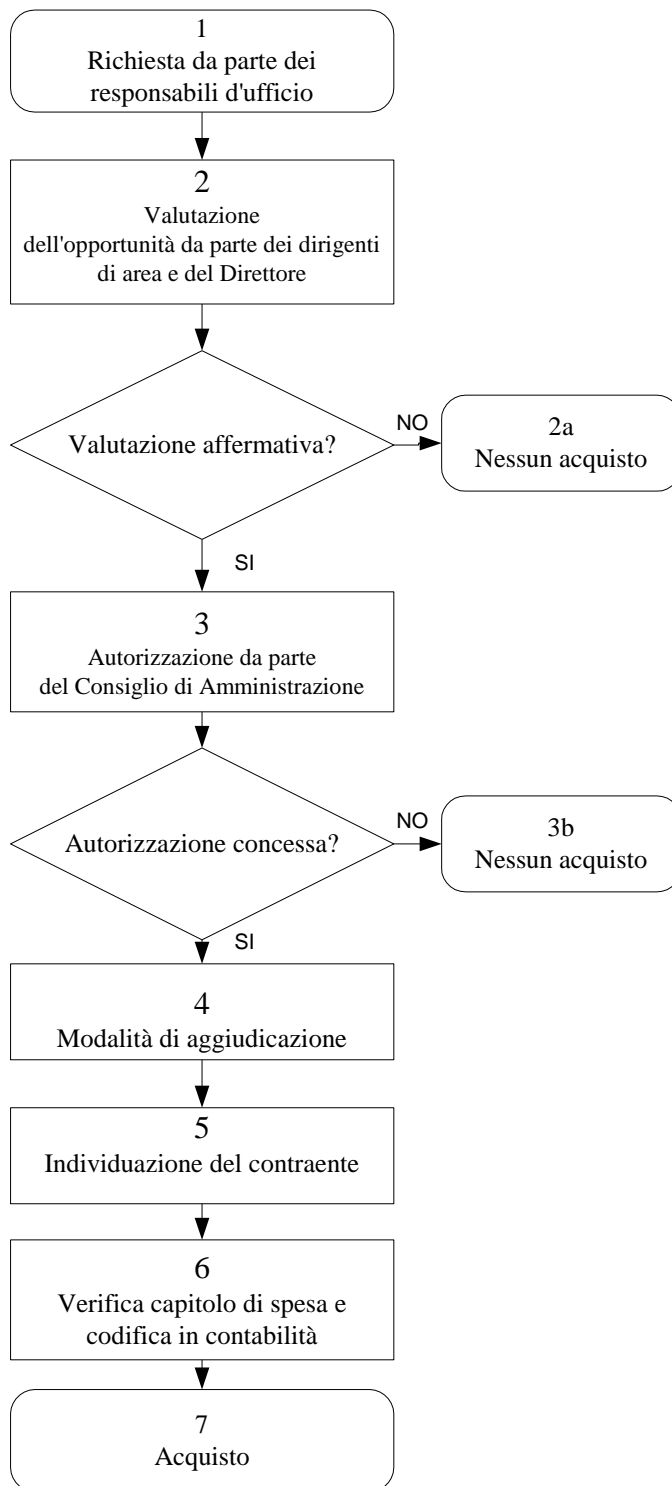 1
Richiesta da parte dei
responsabili d'ufficio
2
Valutazione
dell'opportunità da parte dei dirigenti
di area e del Direttore
Valutazione affermativa?
NO
2a
Nessun acquisto
SI
3
Autorizzazione da parte
del Consiglio di Amministrazione
Autorizzazione concessa?
NO
3b
Nessun acquisto
SI
4
Modalità di aggiudicazione
5
Individuazione del contraente
6
Verifica capitolo di spesa e
codifica in contabilità
7
Acquisto